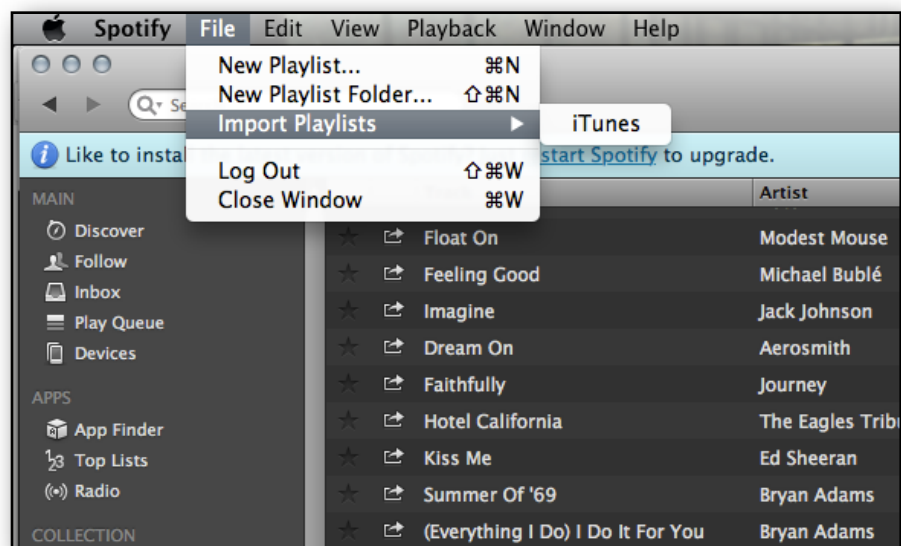 Spotify File Edit View Playback Window Help
New Playlist... ⌘N
New Playlist Folder... ⇧⌘N
Import Playlists ▶ iTunes
Log Out ⇧⌘W
Close Window ⌘W
Like to start Spotify to upgrade.
MAIN
Discover
Follow
Inbox
Play Queue
Devices
APPS
App Finder
Top Lists
Radio
COLLECTION
Artist
Float On Modest Mouse
Feeling Good Michael Bublé
Imagine Jack Johnson
Dream On Aerosmith
Faithfully Journey
Hotel California The Eagles
Kiss Me Ed Sheeran
Summer Of '69 Bryan Adams
(Everything I Do) I Do It For You Bryan Adams